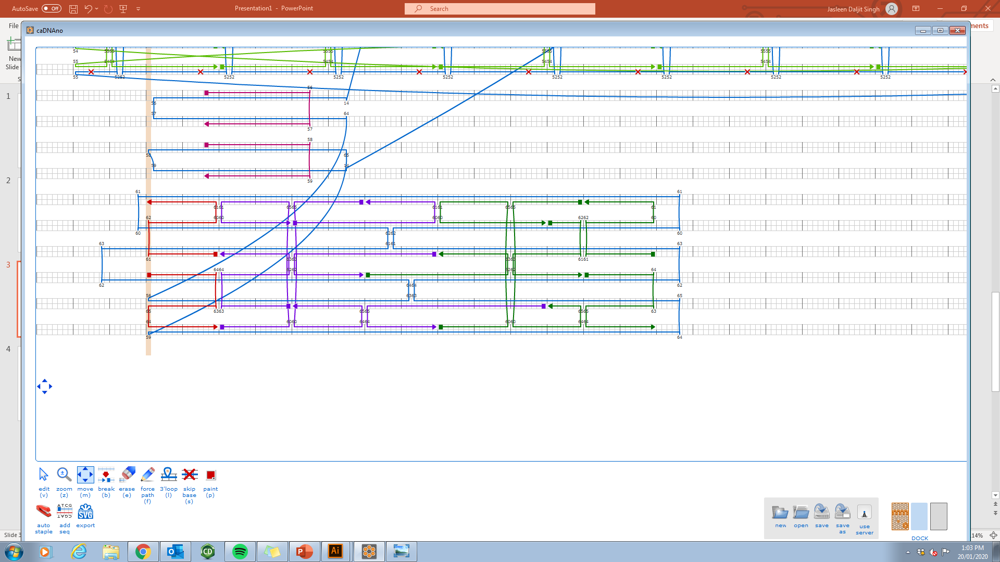 AutoSave Off
Presentation1 - PowerPoint
Search
Jasleen Daljit Singh
File
ments
caDNAno
New
Slide
S
1
2
3
4
54 5555 5555 5555 5555
55 5454 5454 5454 5454
55 5252 5252 5252 5252 5252 5252 5252 5252
56
56 14
57 64
57
58
58 65
59 14
59
61 61
6161 6565 6161 6565 61
62 6060 6060 6262 60
60 6262 60
63 6161 63
61 6363 6363 6161
6464 6262 6262 64
62 6464 62
56 6363 65
65 6363 6565 6565 63
64 6060 6464 6060 6464
59 64
edit (v)
zoom (z)
move (m)
break (b)
erase (e)
force path (f)
3'loop (l)
skip base (s)
paint (p)
ATCG
CGAT
SVG
auto staple
add seq
export
new
open
save
save as
use server
DOCK
Slide 3
14%
CD
Ai
1:03 PM
20/01/2020